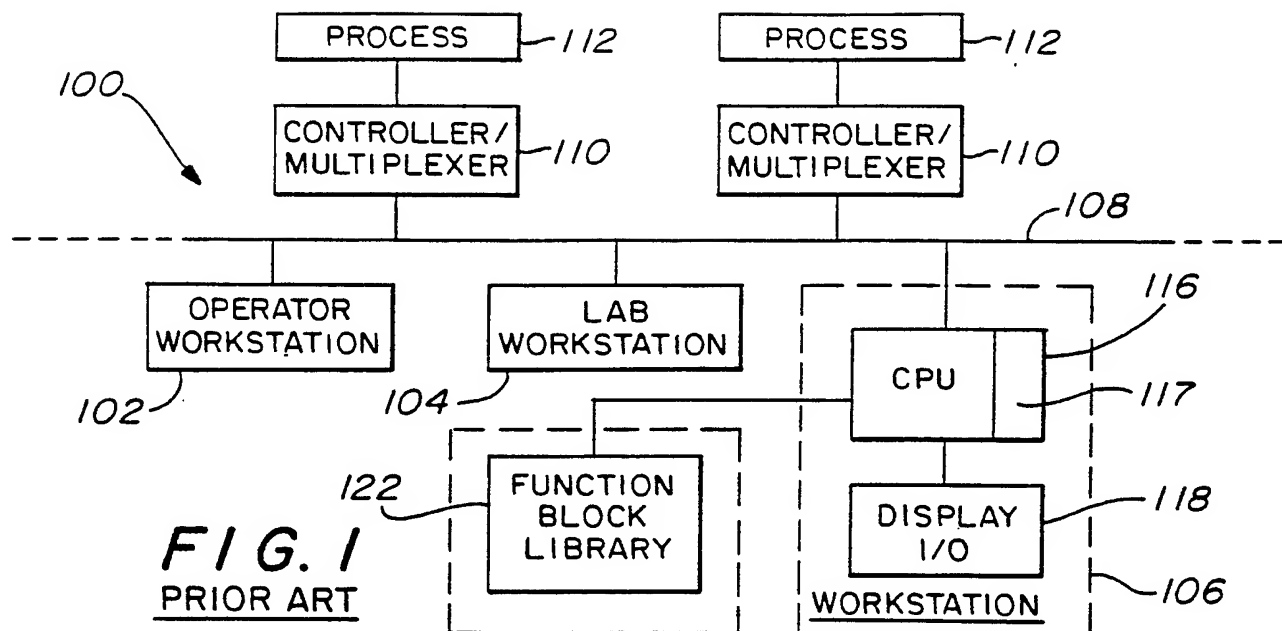 PROCESS
112
PROCESS
112
100
CONTROLLER/
MULTIPLEXER
110
CONTROLLER/
MULTIPLEXER
110
108
OPERATOR
WORKSTATION
102
LAB
WORKSTATION
104
116
CPU
117
122
FUNCTION
BLOCK
LIBRARY
DISPLAY
I/O
118
FIG. 1
PRIOR ART
WORKSTATION
106